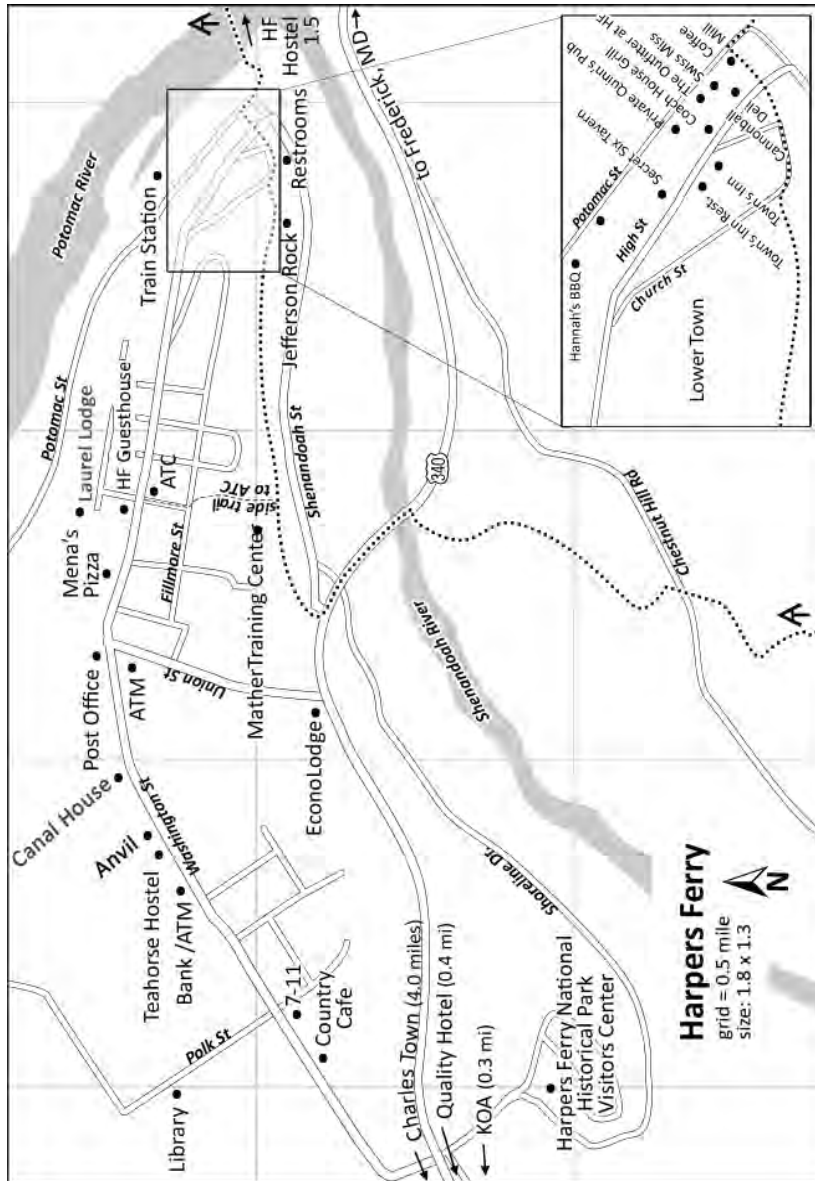 Potomac River
HF
Hostel
1.5
to Frederick, MD
Train Station
Restrooms
Jefferson Rock
Potomac St
Shenandoah St
Laurel Lodge
HF Guesthouse
ATC
side trail
to ATC
Fillmore St
Mena's
Pizza
Mather Training Center
340
Chestnut Hill Rd
Post Office
ATM
Union St
Shenandoah River
EconoLodge
Canal House
Washington St
Anvil
Teahorse Hostel
Bank /ATM
7-11
Country
Cafe
Polk St
Library
Shoreline Dr.
Charles Town (4.0 miles)
Quality Hotel (0.4 mi)
KOA (0.3 mi)
Harpers Ferry National
Historical Park
Visitors Center
Harpers Ferry
grid = 0.5 mile
size: 1.8 x 1.3
N
Hannah's BBQ
Potomac St
Secret Six Tavern
Private Quinn's Pub
Coach House Grill
The Outfitter at HF
Swiss Miss
Coffee
Mill
High St
Cannonball
Deli
Town's Inn
Town's Inn Rest.
Church St
Lower Town